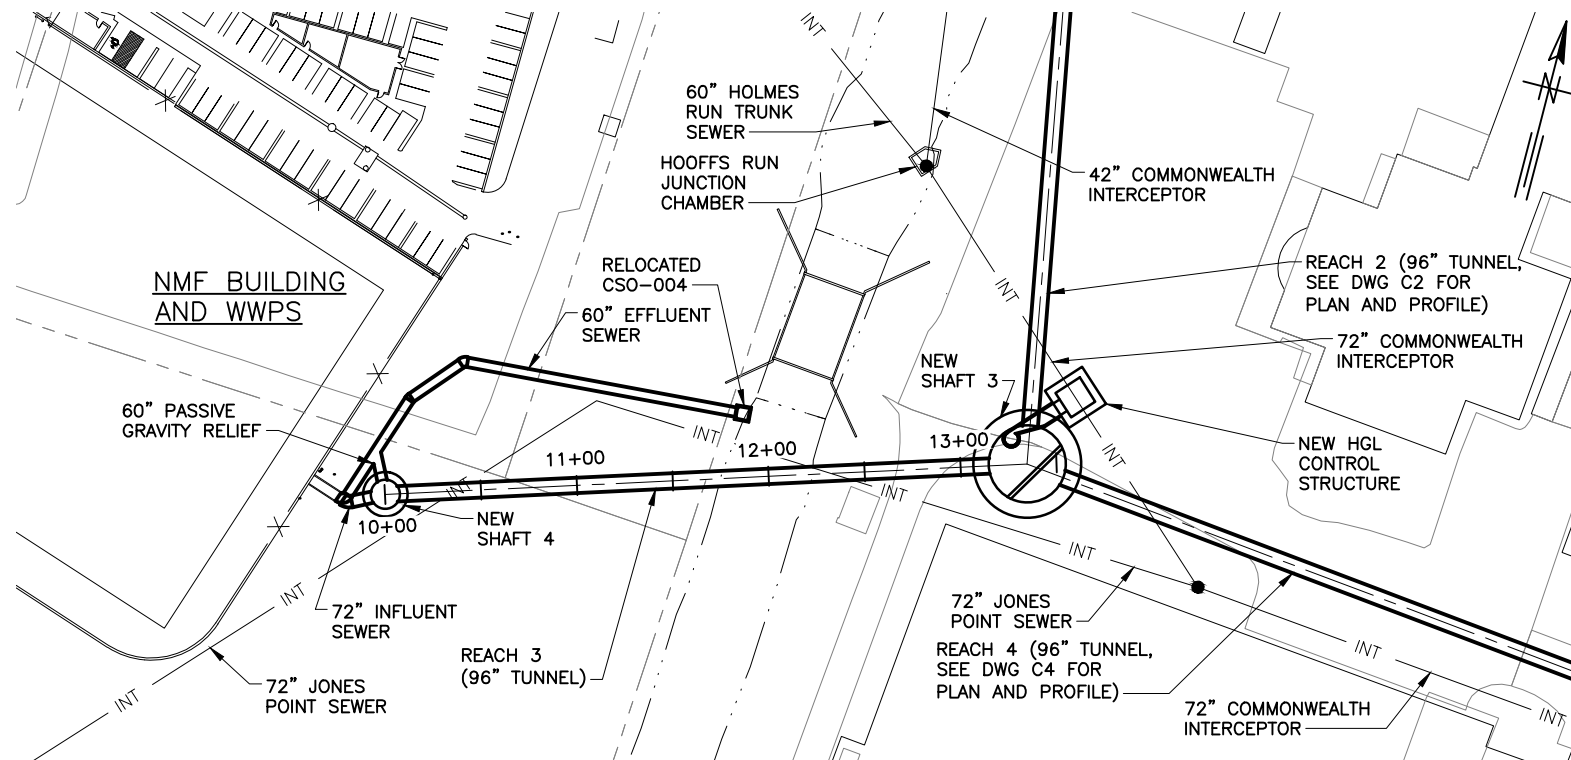 60" HOLMES
RUN TRUNK
SEWER
HOOFFS RUN
JUNCTION
CHAMBER
INT
42" COMMONWEALTH
INTERCEPTOR
N
NMF BUILDING
AND WWPS
RELOCATED
CSO-004
60" EFFLUENT
SEWER
INT
REACH 2 (96" TUNNEL,
SEE DWG C2 FOR
PLAN AND PROFILE)
72" COMMONWEALTH
INTERCEPTOR
NEW
SHAFT 3
60" PASSIVE
GRAVITY RELIEF
INT
11+00
12+00
13+00
INT
NEW HGL
CONTROL
STRUCTURE
INT
INT
10+00
NEW
SHAFT 4
INT
INT
72" INFLUENT
SEWER
72" JONES
POINT SEWER
REACH 3
(96" TUNNEL)
REACH 4 (96" TUNNEL,
SEE DWG C4 FOR
PLAN AND PROFILE)
INT
INT
72" JONES
POINT SEWER
72" COMMONWEALTH
INTERCEPTOR
INT